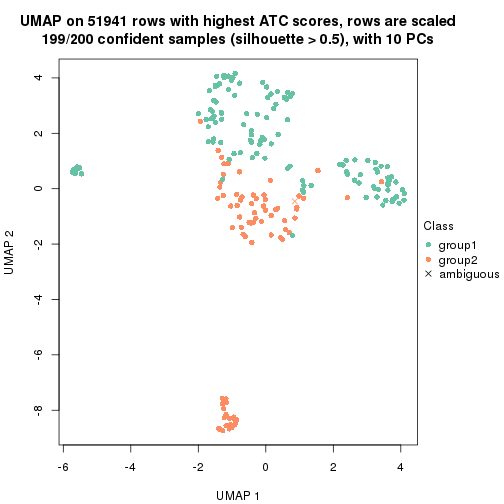 UMAP on 51941 rows with highest ATC scores, rows are scaled
199/200 confident samples (silhouette > 0.5), with 10 PCs
4
2
0
-2
-4
-6
-8
UMAP 2
-6
-4
-2
0
2
4
UMAP 1
Class
group1
group2
ambiguous